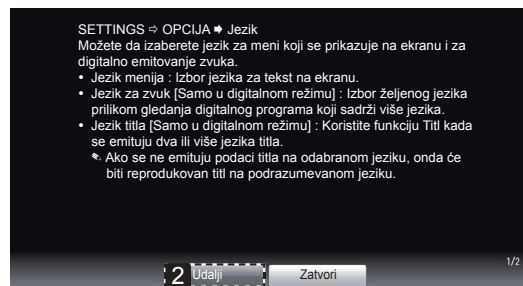 SETTINGS ⇨ OPCIJA ➡ Jezik
Možete da izaberete jezik za meni koji se prikazuje na ekranu i za
digitalno emitovanje zvuka.
• Jezik menija : Izbor jezika za tekst na ekranu.
• Jezik za zvuk [Samo u digitalnom režimu] : Izbor željenog jezika
prilikom gledanja digitalnog programa koji sadrži više jezika.
• Jezik titla [Samo u digitalnom režimu] : Koristite funkciju Titl kada
se emituju dva ili više jezika titla.
✎ Ako se ne emituju podaci titla na odabranom jeziku, onda će
biti reprodukovan titl na podrazumevanom jeziku.
1/2
2 Udalji Zatvori